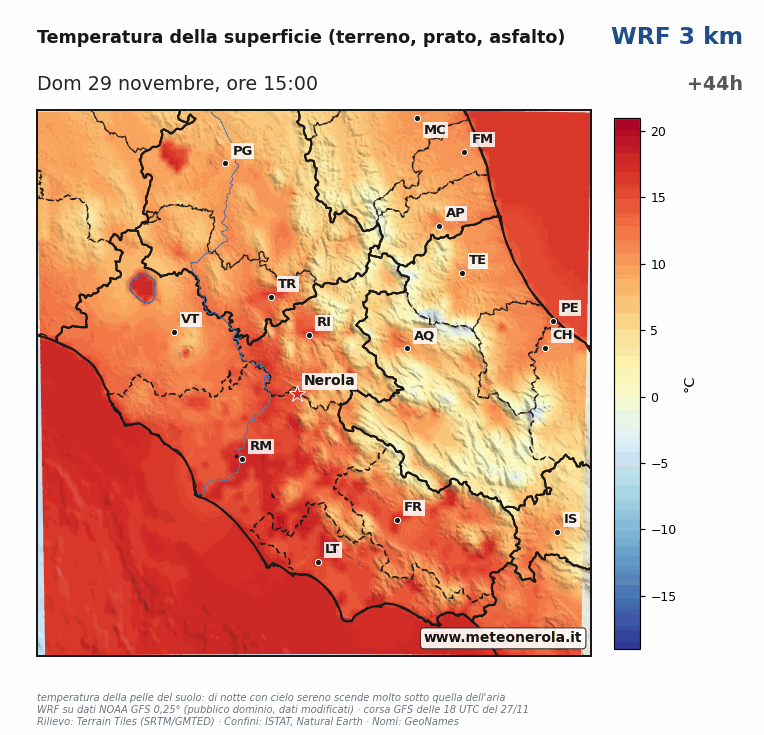 Temperatura della superficie (terreno, prato, asfalto)
WRF 3 km
Dom 29 novembre, ore 15:00
+44h
MC
FM
PG
AP
TE
TR
PE
VT
RI
AQ
CH
Nerola
RM
FR
IS
LT
www.meteonerola.it
20
15
10
5
0
−5
−10
−15
°C
temperatura della pelle del suolo: di notte con cielo sereno scende molto sotto quella dell'aria
WRF su dati NOAA GFS 0,25° (pubblico dominio, dati modificati) · corsa GFS delle 18 UTC del 27/11
Rilievo: Terrain Tiles (SRTM/GMTED) · Confini: ISTAT, Natural Earth · Nomi: GeoNames